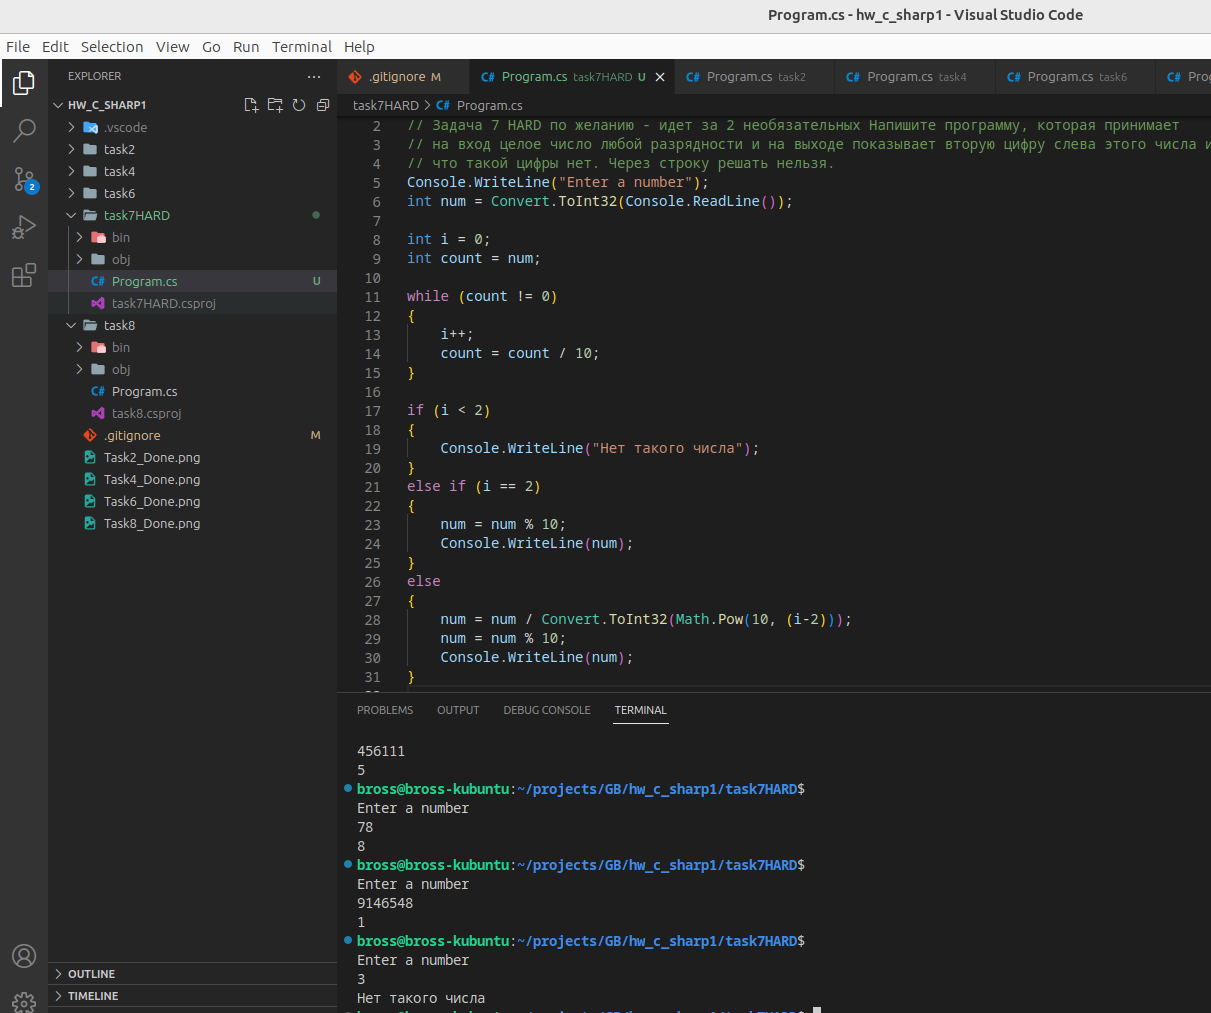 Program.cs - hw_c_sharp1 - Visual Studio Code
File Edit Selection View Go Run Terminal Help
EXPLORER
HW_C_SHARP1
.vscode
task2
task4
task6
task7HARD
bin
obj
Program.cs U
task7HARD.csproj
task8
bin
obj
Program.cs
task8.csproj
.gitignore M
Task2_Done.png
Task4_Done.png
Task6_Done.png
Task8_Done.png
OUTLINE
TIMELINE
2
.gitignore M Program.cs task7HARD U Program.cs task2 Program.cs task4 Program.cs task6 Pro
task7HARD > Program.cs
2 // Задача 7 HARD по желанию - идет за 2 необязательных Напишите программу, которая принимает
3 // на вход целое число любой разрядности и на выходе показывает вторую цифру слева этого числа и
4 // что такой цифры нет. Через строку решать нельзя.
5 Console.WriteLine("Enter a number");
6 int num = Convert.ToInt32(Console.ReadLine());
7
8 int i = 0;
9 int count = num;
10
11 while (count != 0)
12 {
13 i++;
14 count = count / 10;
15 }
16
17 if (i < 2)
18 {
19 Console.WriteLine("Нет такого числа");
20 }
21 else if (i == 2)
22 {
23 num = num % 10;
24 Console.WriteLine(num);
25 }
26 else
27 {
28 num = num / Convert.ToInt32(Math.Pow(10, (i-2)));
29 num = num % 10;
30 Console.WriteLine(num);
31 }
PROBLEMS OUTPUT DEBUG CONSOLE TERMINAL
456111
5
bross@bross-kubuntu:~/projects/GB/hw_c_sharp1/task7HARD$
Enter a number
78
8
bross@bross-kubuntu:~/projects/GB/hw_c_sharp1/task7HARD$
Enter a number
9146548
1
bross@bross-kubuntu:~/projects/GB/hw_c_sharp1/task7HARD$
Enter a number
3
Нет такого числа